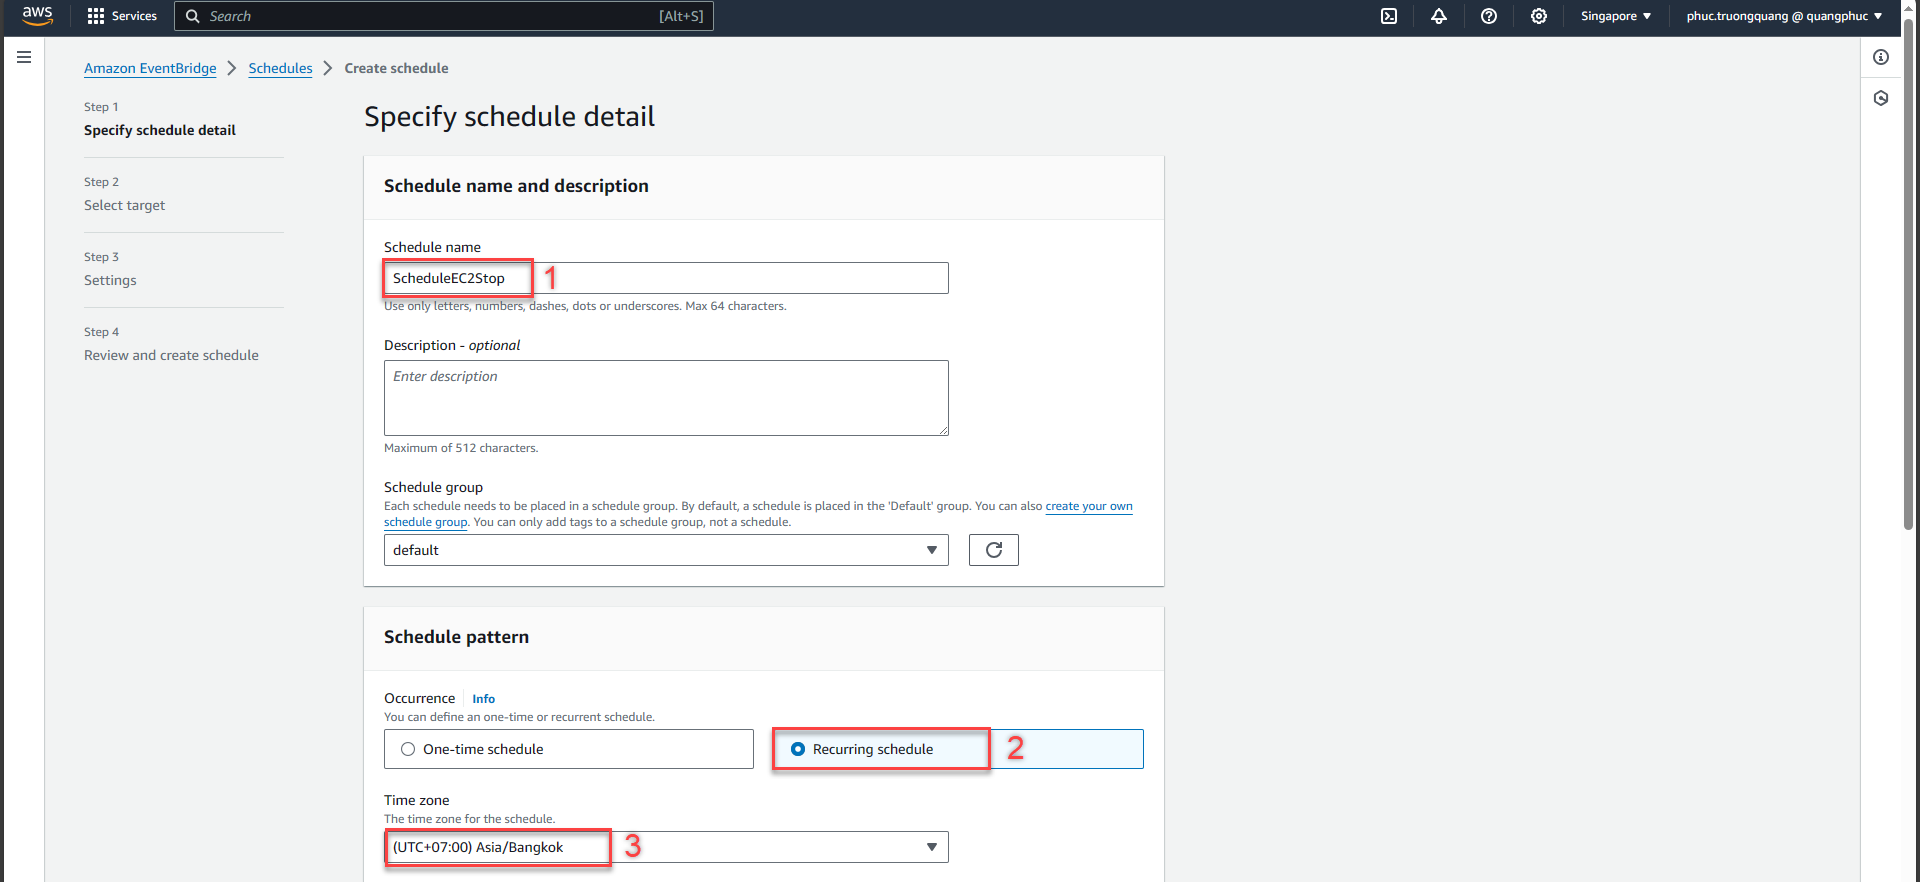 aws
Services
Search
[Alt+S]
Singapore
phuc.truongquang @ quangphuc
Amazon EventBridge
Schedules
Create schedule
Step 1
Specify schedule detail
Step 2
Select target
Step 3
Settings
Step 4
Review and create schedule
Specify schedule detail
Schedule name and description
Schedule name
ScheduleEC2Stop
1
Use only letters, numbers, dashes, dots or underscores. Max 64 characters.
Description - optional
Enter description
Maximum of 512 characters.
Schedule group
Each schedule needs to be placed in a schedule group. By default, a schedule is placed in the 'Default' group. You can also create your own
schedule group. You can only add tags to a schedule group, not a schedule.
default
Schedule pattern
Occurrence
Info
You can define an one-time or recurrent schedule.
One-time schedule
Recurring schedule
2
Time zone
The time zone for the schedule.
(UTC+07:00) Asia/Bangkok
3